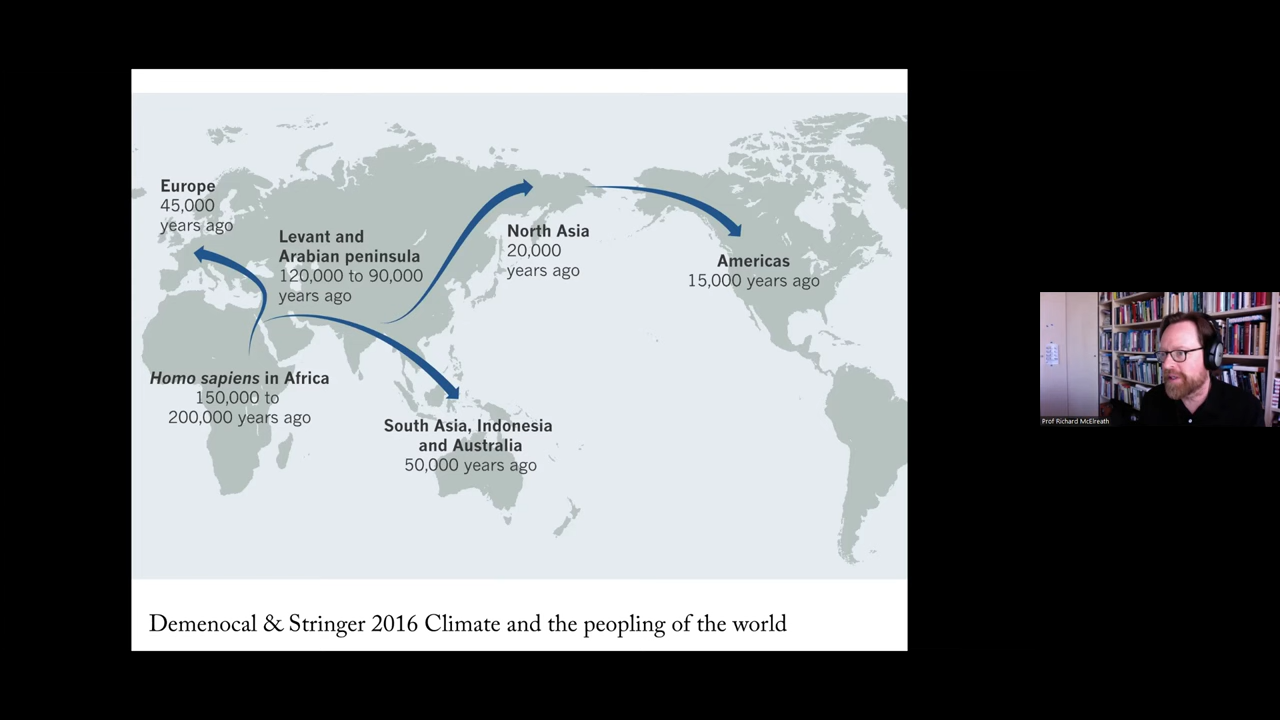 Europe
45,000
years ago
Levant and
Arabian peninsula
120,000 to 90,000
years ago
North Asia
20,000
years ago
Americas
15,000 years ago
Homo sapiens in Africa
150,000 to
200,000 years ago
South Asia, Indonesia
and Australia
50,000 years ago
Demenocal & Stringer 2016 Climate and the peopling of the world
Prof Richard McElreath